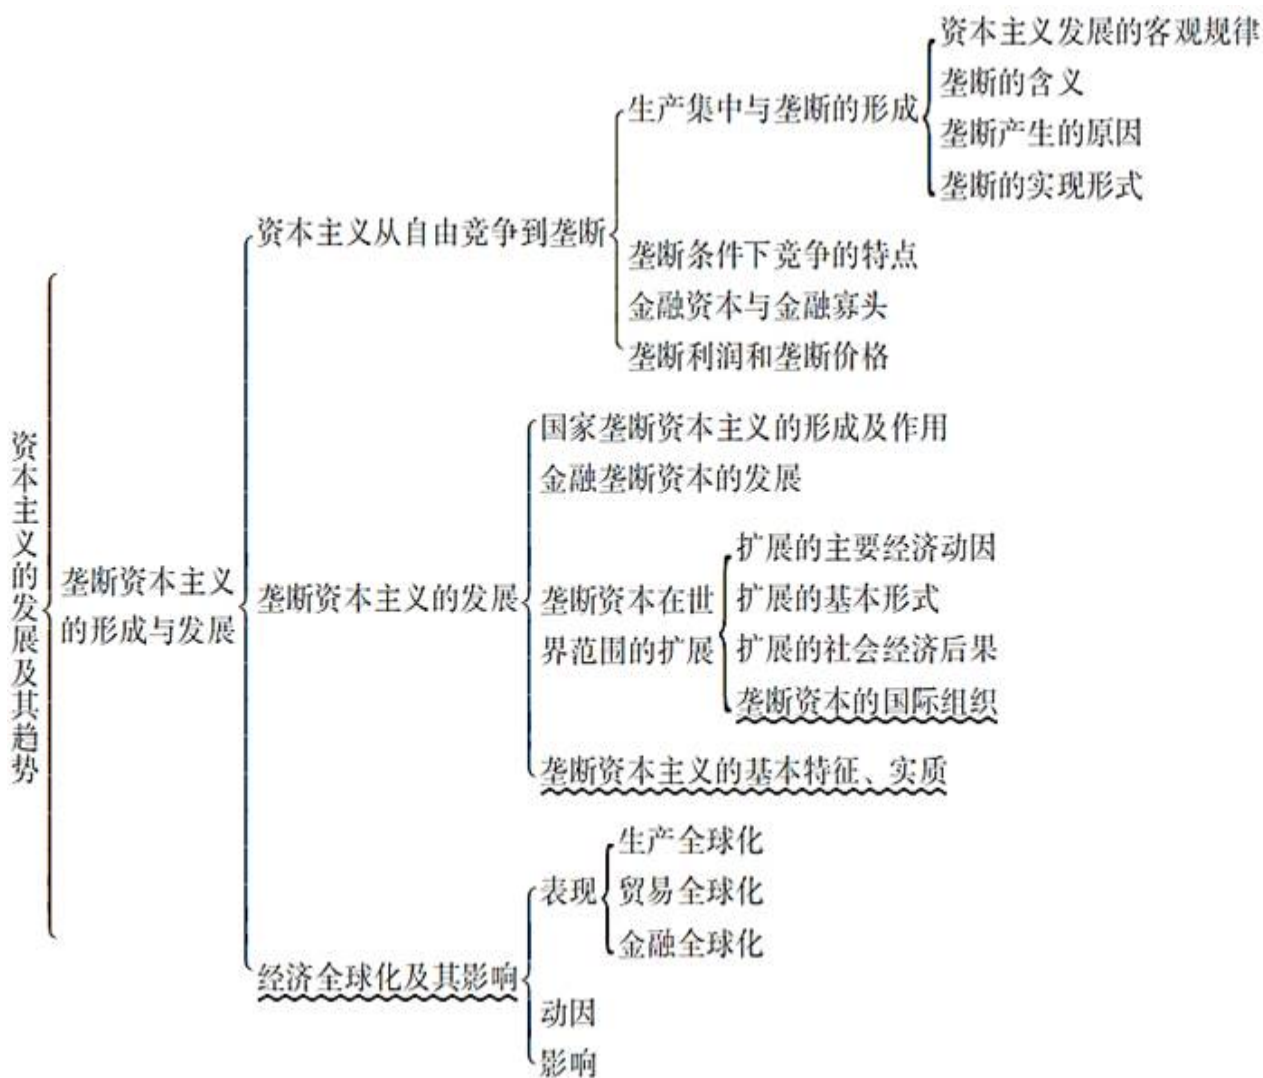 资本主义的发展及其趋势
垄断资本主义
的形成与发展
资本主义从自由竞争到垄断
生产集中与垄断的形成
资本主义发展的客观规律
垄断的含义
垄断产生的原因
垄断的实现形式
垄断条件下竞争的特点
金融资本与金融寡头
垄断利润和垄断价格
垄断资本主义的发展
国家垄断资本主义的形成及作用
金融垄断资本的发展
垄断资本在世
界范围的扩展
扩展的主要经济动因
扩展的基本形式
扩展的社会经济后果
垄断资本的国际组织
垄断资本主义的基本特征、实质
经济全球化及其影响
表现
生产全球化
贸易全球化
金融全球化
动因
影响